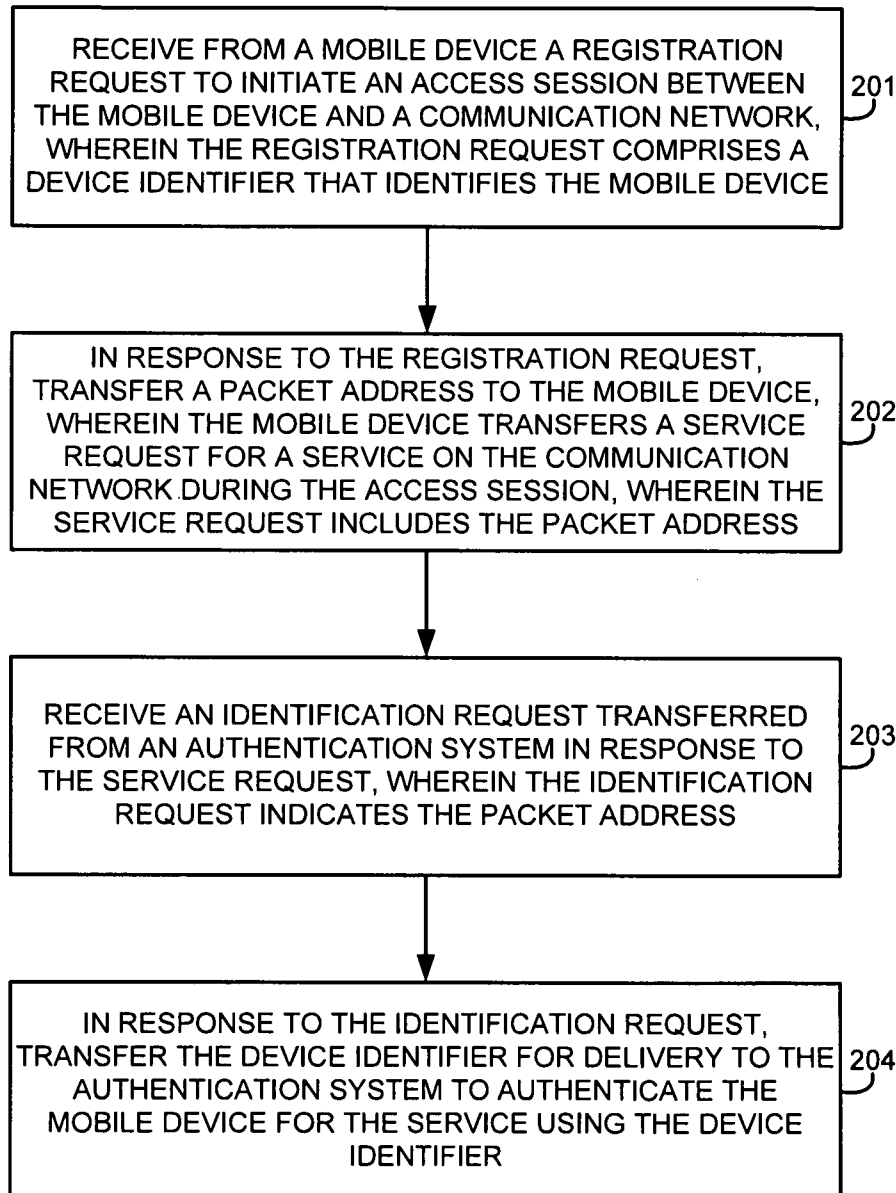 RECEIVE FROM A MOBILE DEVICE A REGISTRATION
REQUEST TO INITIATE AN ACCESS SESSION BETWEEN
THE MOBILE DEVICE AND A COMMUNICATION NETWORK,
WHEREIN THE REGISTRATION REQUEST COMPRISES A
DEVICE IDENTIFIER THAT IDENTIFIES THE MOBILE DEVICE
201
IN RESPONSE TO THE REGISTRATION REQUEST,
TRANSFER A PACKET ADDRESS TO THE MOBILE DEVICE,
WHEREIN THE MOBILE DEVICE TRANSFERS A SERVICE
REQUEST FOR A SERVICE ON THE COMMUNICATION
NETWORK DURING THE ACCESS SESSION, WHEREIN THE
SERVICE REQUEST INCLUDES THE PACKET ADDRESS
202
RECEIVE AN IDENTIFICATION REQUEST TRANSFERRED
FROM AN AUTHENTICATION SYSTEM IN RESPONSE TO
THE SERVICE REQUEST, WHEREIN THE IDENTIFICATION
REQUEST INDICATES THE PACKET ADDRESS
203
IN RESPONSE TO THE IDENTIFICATION REQUEST,
TRANSFER THE DEVICE IDENTIFIER FOR DELIVERY TO THE
AUTHENTICATION SYSTEM TO AUTHENTICATE THE
MOBILE DEVICE FOR THE SERVICE USING THE DEVICE
IDENTIFIER
204